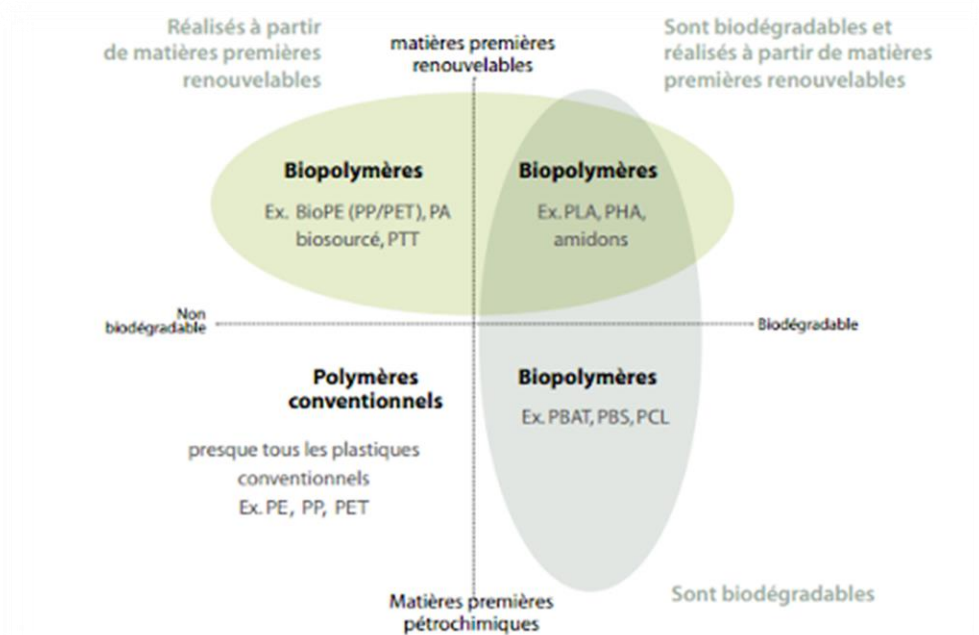 Réalisés à partir
de matières premières
renouvelables
matières premières
renouvelables
Sont biodégradables et
réalisés à partir de matières
premières renouvelables
Biopolymères
Ex. BioPE (PP/PET), PA
biosourcé, PTT
Biopolymères
Ex. PLA, PHA,
amidons
Non
biodégradable
Biodégradable
Polymères
conventionnels
presque tous les plastiques
conventionnels
Ex. PE, PP, PET
Biopolymères
Ex. PBAT, PBS, PCL
Matières premières
pétrochimiques
Sont biodégradables